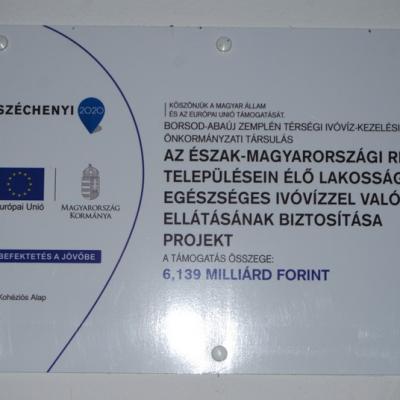 SZÉCHENYI 2020
Európai Unió
MAGYARORSZÁG
KORMÁNYA
BEFEKTETÉS A JÖVŐBE
Kohéziós Alap
KÖSZÖNJÜK A MAGYAR ÁLLAM
ÉS AZ EURÓPAI UNIÓ TÁMOGATÁSÁT.
BORSOD-ABAÚJ ZEMPLÉN TÉRSÉGI IVÓVÍZ-KEZELÉSI
ÖNKORMÁNYZATI TÁRSULÁS
AZ ÉSZAK-MAGYARORSZÁGI
TELEPÜLÉSEIN ÉLŐ LAKOSSÁG
EGÉSZSÉGES IVÓVÍZZEL VALÓ
ELLÁTÁSÁNAK BIZTOSÍTÁSA
PROJEKT
A TÁMOGATÁS ÖSSZEGE:
6,139 MILLIÁRD FORINT